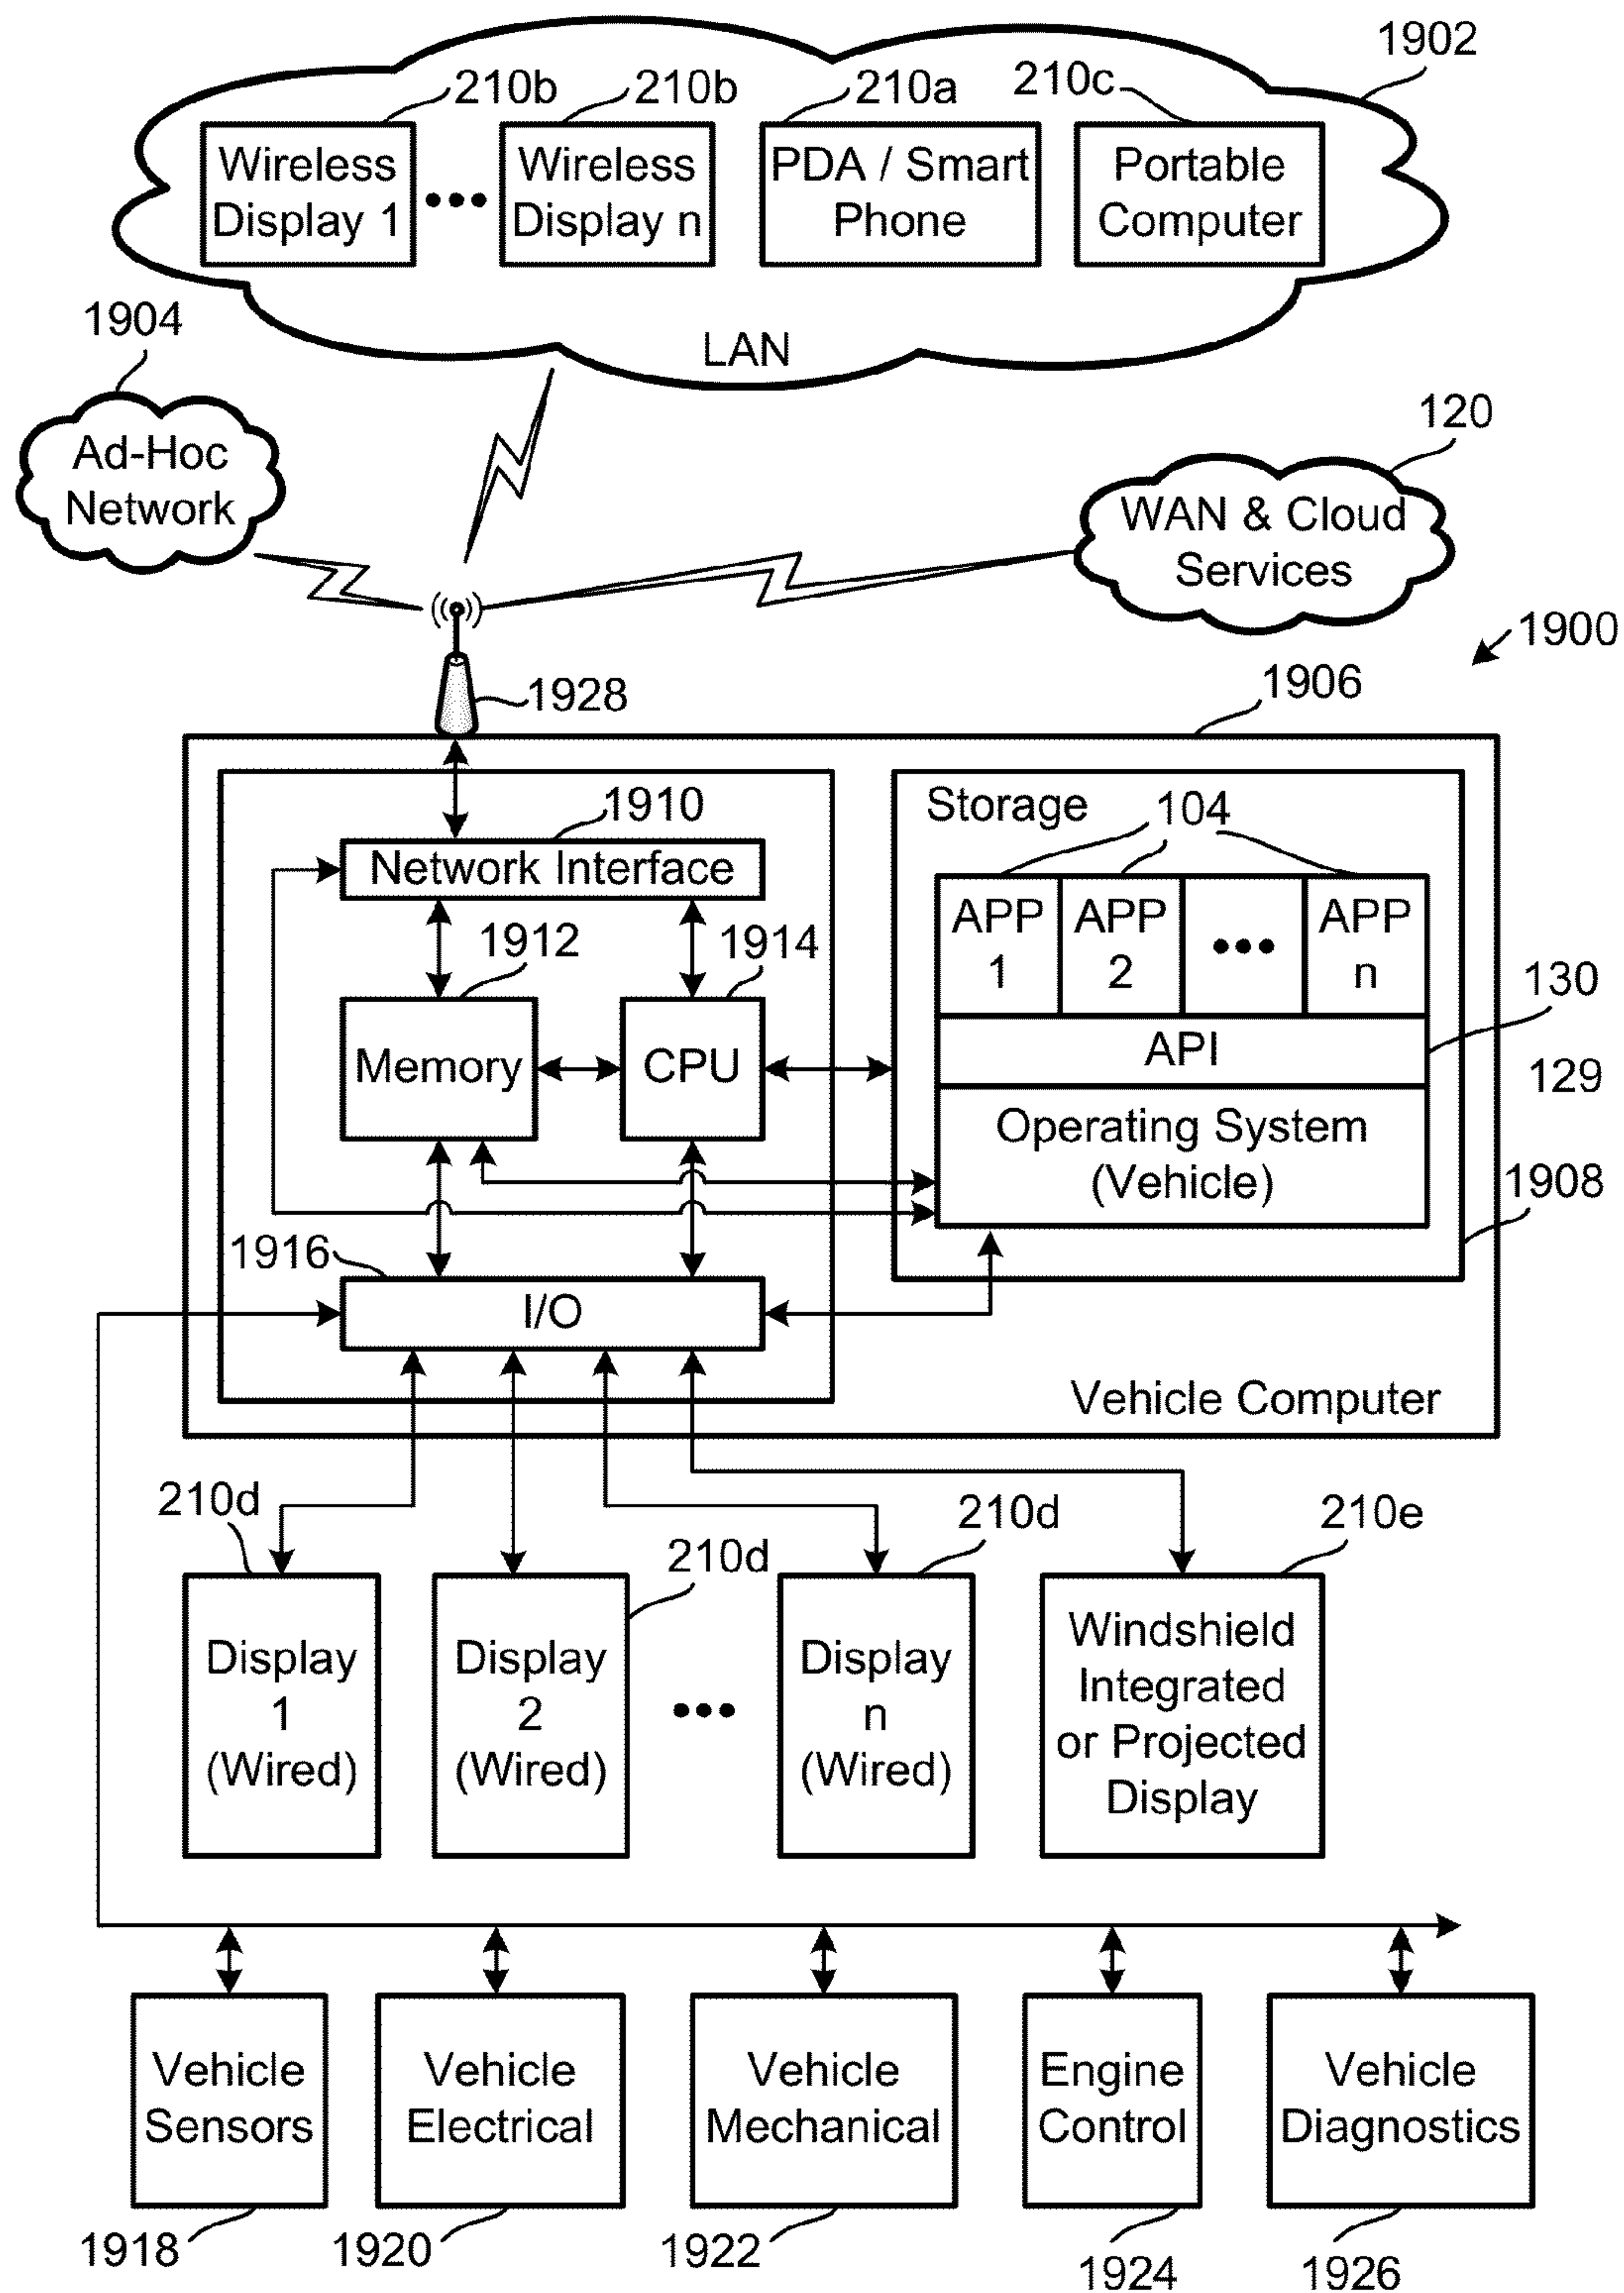 1902
210b
210b
210a
210c
Wireless
Display 1
Wireless
Display n
PDA / Smart
Phone
Portable
Computer
LAN
1904
Ad-Hoc
Network
120
WAN & Cloud
Services
1900
1906
1928
1910
Network Interface
Storage
104
APP
1
APP
2
APP
n
1912
1914
Memory
CPU
130
API
129
Operating System
(Vehicle)
1908
1916
I/O
Vehicle Computer
210d
210d
210d
210e
Display
1
(Wired)
Display
2
(Wired)
Display
n
(Wired)
Windshield
Integrated
or Projected
Display
Vehicle
Sensors
Vehicle
Electrical
Vehicle
Mechanical
Engine
Control
Vehicle
Diagnostics
1918
1920
1922
1924
1926